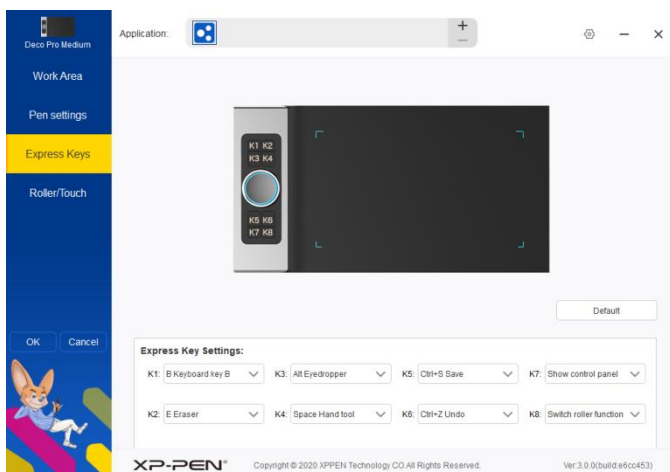 Application:
+
Deco Pro Medium
Work Area
Pen settings
Express Keys
Roller/Touch
K1 K2
K3 K4
K5 K6
K7 K8
Default
OK Cancel
Express Key Settings:
K1: B Keyboard key B K3: Alt Eyedropper K5: Ctrl+S Save K7: Show control panel
K2: E Eraser K4: Space Hand tool K6: Ctrl+Z Undo K8: Switch roller function
XP-PEN® Copyright © 2020 XPPEN Technology CO.All Rights Reserved. Ver:3.0.0(build:e6cc453)